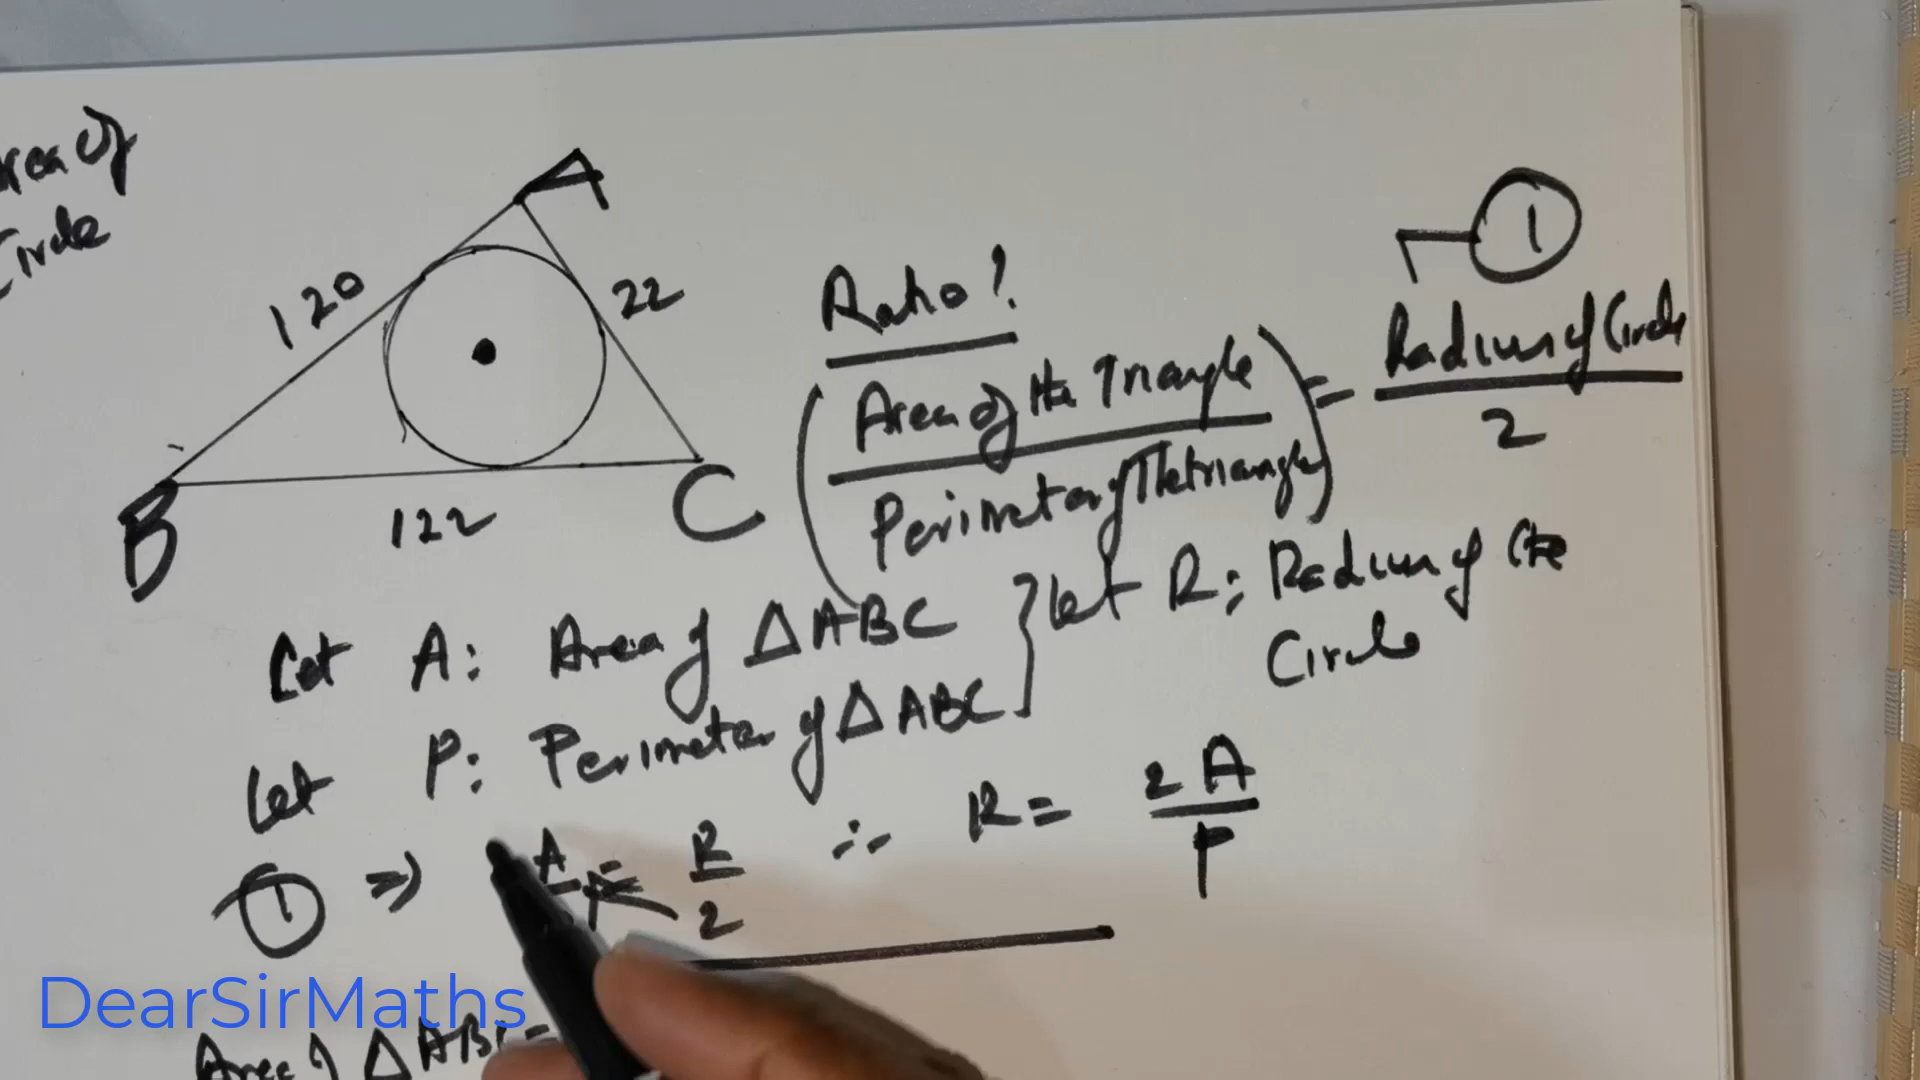 Area Of
Circle
A
120
22
B
122
C
Ratio?
Area of the Triangle
Perimeter of The triangle
=
Radius of Circle
2
1
Let A: Area of △ABC
Let P: Perimeter of △ABC
} Let R: Radius of the
Circle
1 ⇒ A/P = R/2 ∴ R = 2A/P
Area of △ABC =
DearSirMaths